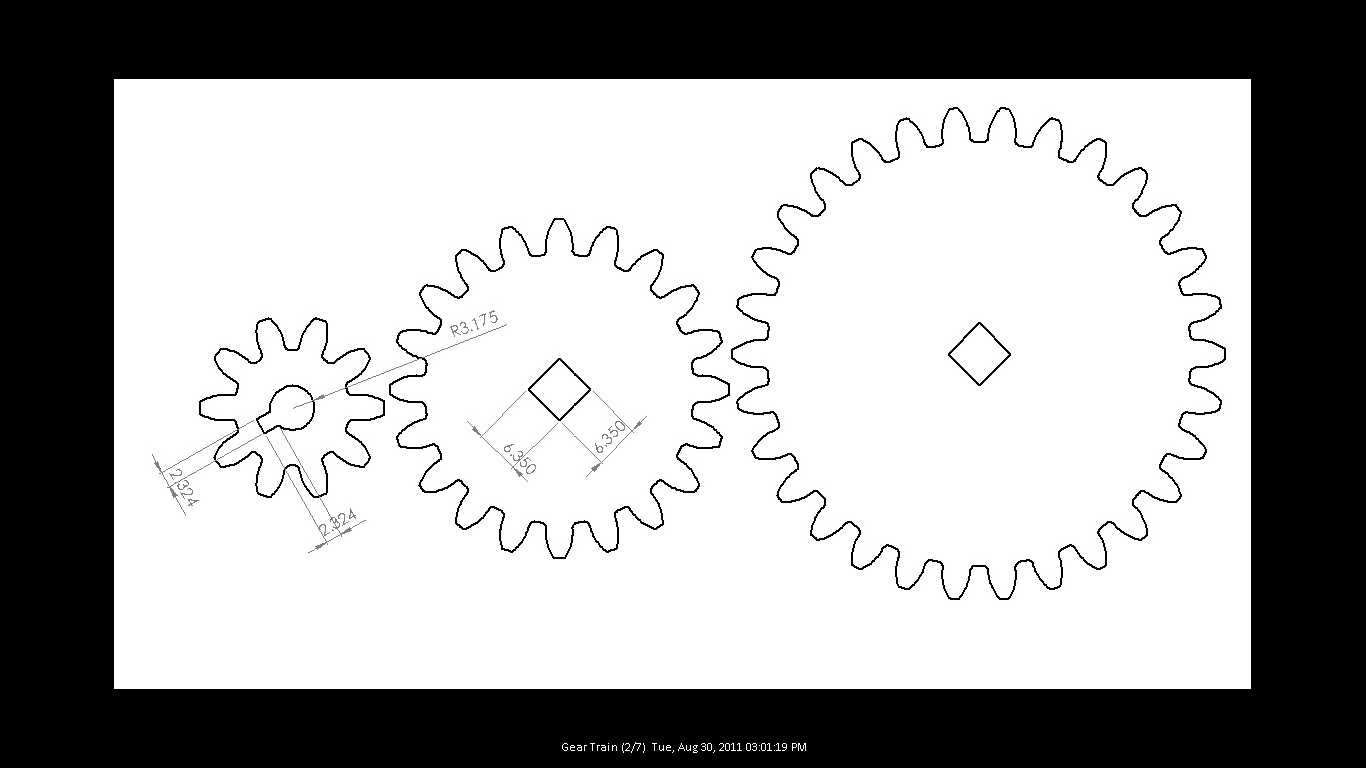 R3.175
6.350
6.350
2.324
2.324
Gear Train (2/7) Tue, Aug 30, 2011 03:01:19 PM